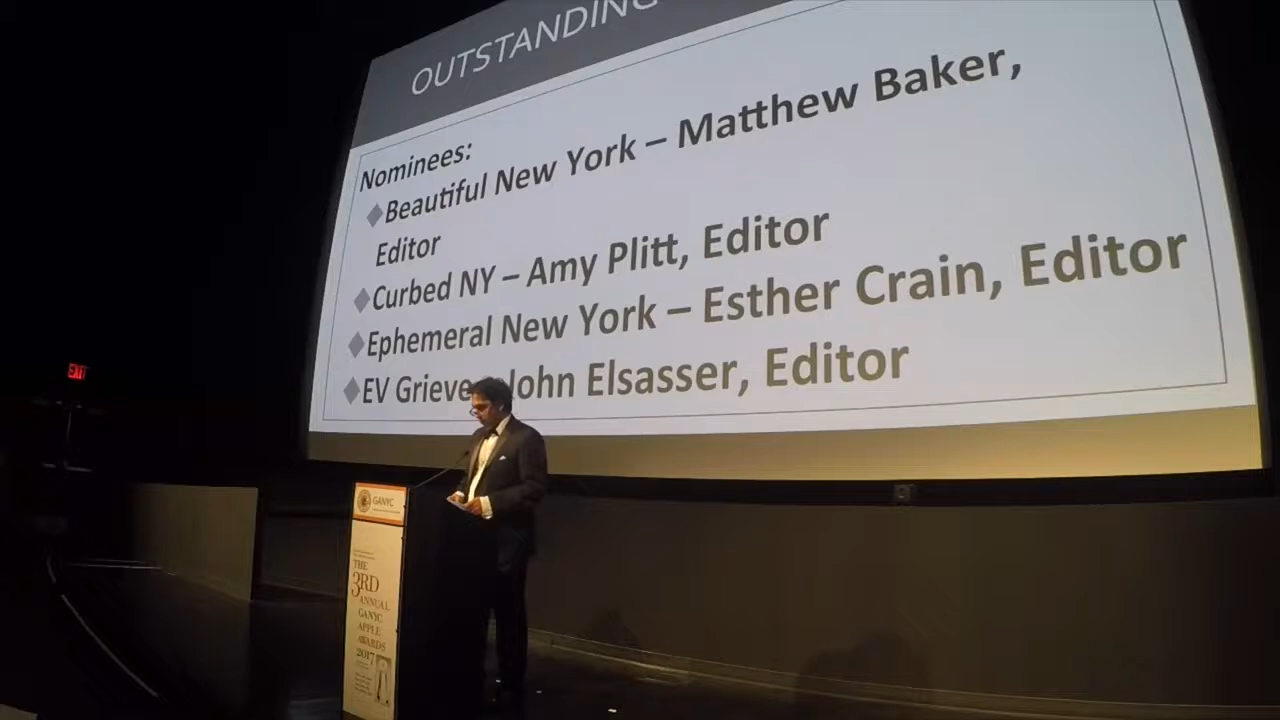 OUTSTANDING
Nominees:
◆Beautiful New York – Matthew Baker,
Editor
◆Curbed NY – Amy Plitt, Editor
◆Ephemeral New York – Esther Crain, Editor
◆EV Grieve John Elsasser, Editor
EXIT
GANYC
THE
3RD
ANNUAL
GANYC
APPLE
AWARDS
2017